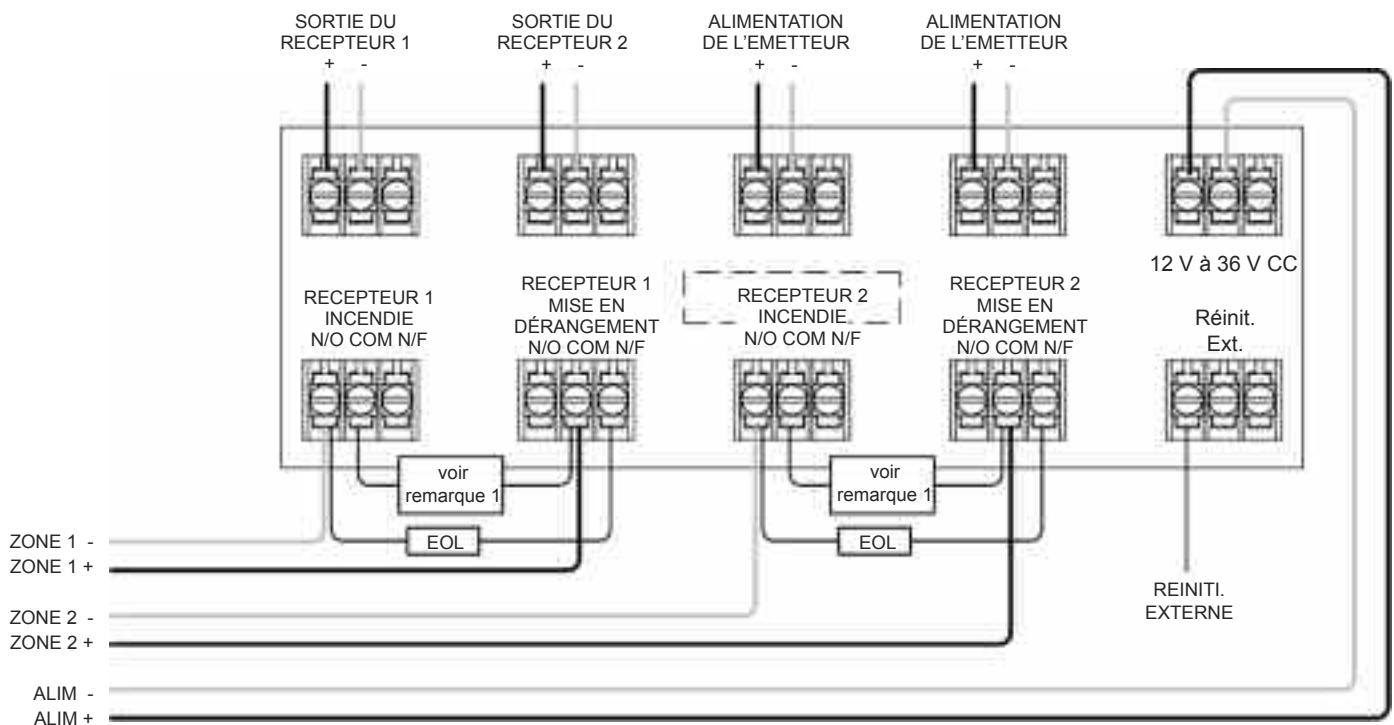 SORTIE DU
RECEPTEUR 1
+ -
SORTIE DU
RECEPTEUR 2
+ -
ALIMENTATION
DE L'EMETTEUR
+ -
ALIMENTATION
DE L'EMETTEUR
+ -
12 V à 36 V CC
RECEPTEUR 1
INCENDIE
N/O COM N/F
RECEPTEUR 1
MISE EN
DÉRANGEMENT
N/O COM N/F
RECEPTEUR 2
INCENDIE
N/O COM N/F
RECEPTEUR 2
MISE EN
DÉRANGEMENT
N/O COM N/F
Réinit.
Ext.
voir
remarque 1
EOL
voir
remarque 1
EOL
REINITI.
EXTERNE
ZONE 1 -
ZONE 1 +
ZONE 2 -
ZONE 2 +
ALIM -
ALIM +